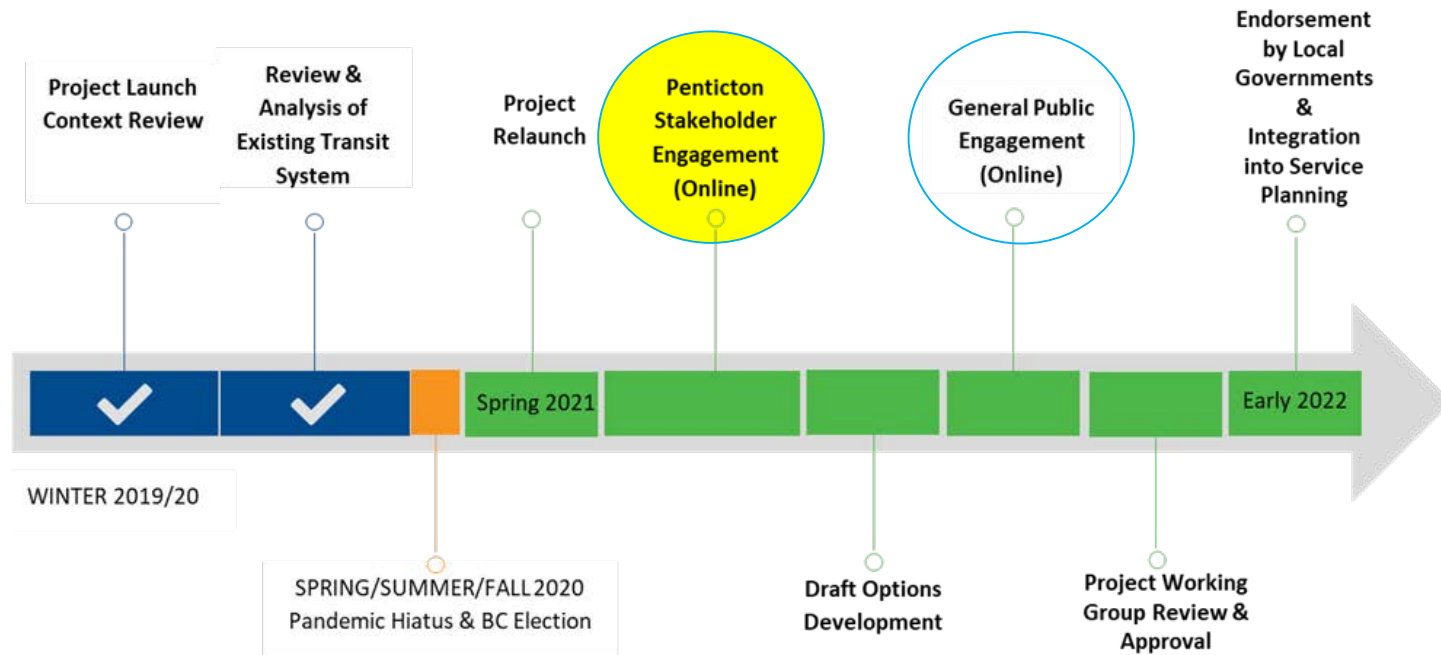 Project Launch
Context Review
Review &
Analysis of
Existing Transit
System
Project
Relaunch
Penticton
Stakeholder
Engagement
(Online)
General Public
Engagement
(Online)
Endorsement
by Local
Governments
&
Integration
into Service
Planning
Spring 2021
Early 2022
WINTER 2019/20
SPRING/SUMMER/FALL 2020
Pandemic Hiatus & BC Election
Draft Options
Development
Project Working
Group Review &
Approval